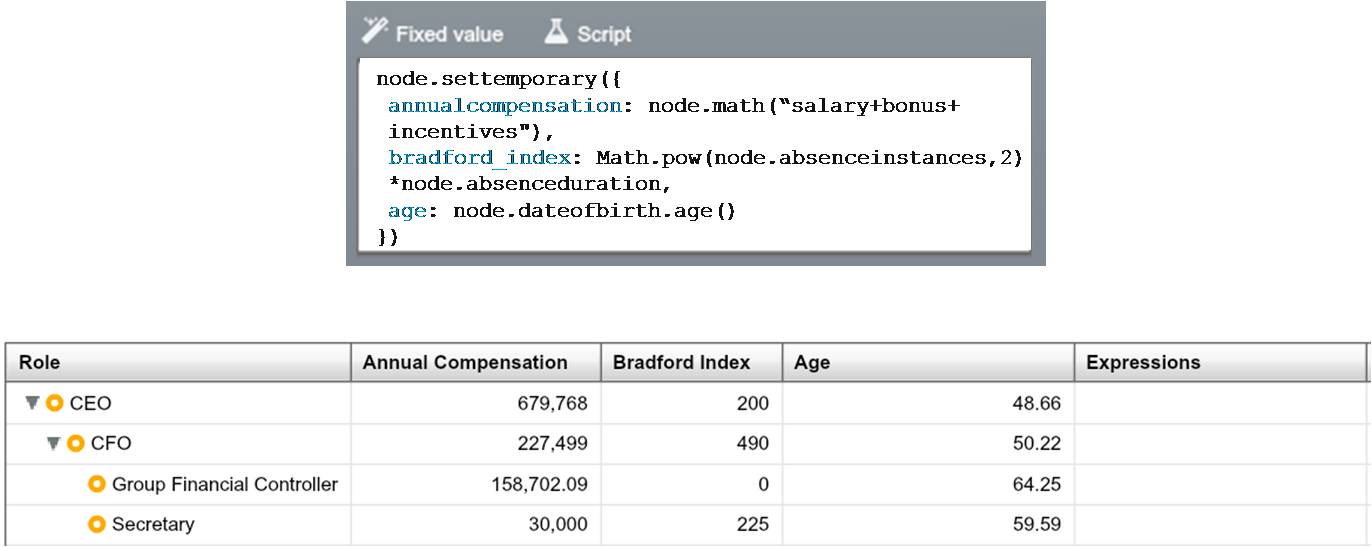 Fixed value Script
node.settemporary({
annualcompensation: node.math(“salary+bonus+
incentives"),
bradford_index: Math.pow(node.absenceinstances,2)
*node.absenceduration,
age: node.dateofbirth.age()
})
Role Annual Compensation Bradford Index Age Expressions
CEO 679,768 200 48.66
CFO 227,499 490 50.22
Group Financial Controller 158,702.09 0 64.25
Secretary 30,000 225 59.59